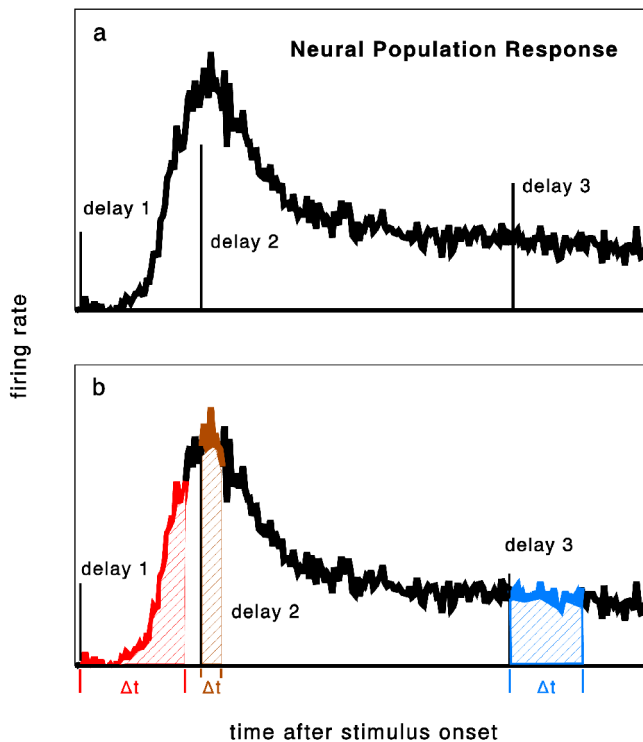 a
Neural Population Response
delay 1
delay 2
delay 3
firing rate
b
delay 1
delay 2
delay 3
Δt
Δt
Δt
time after stimulus onset